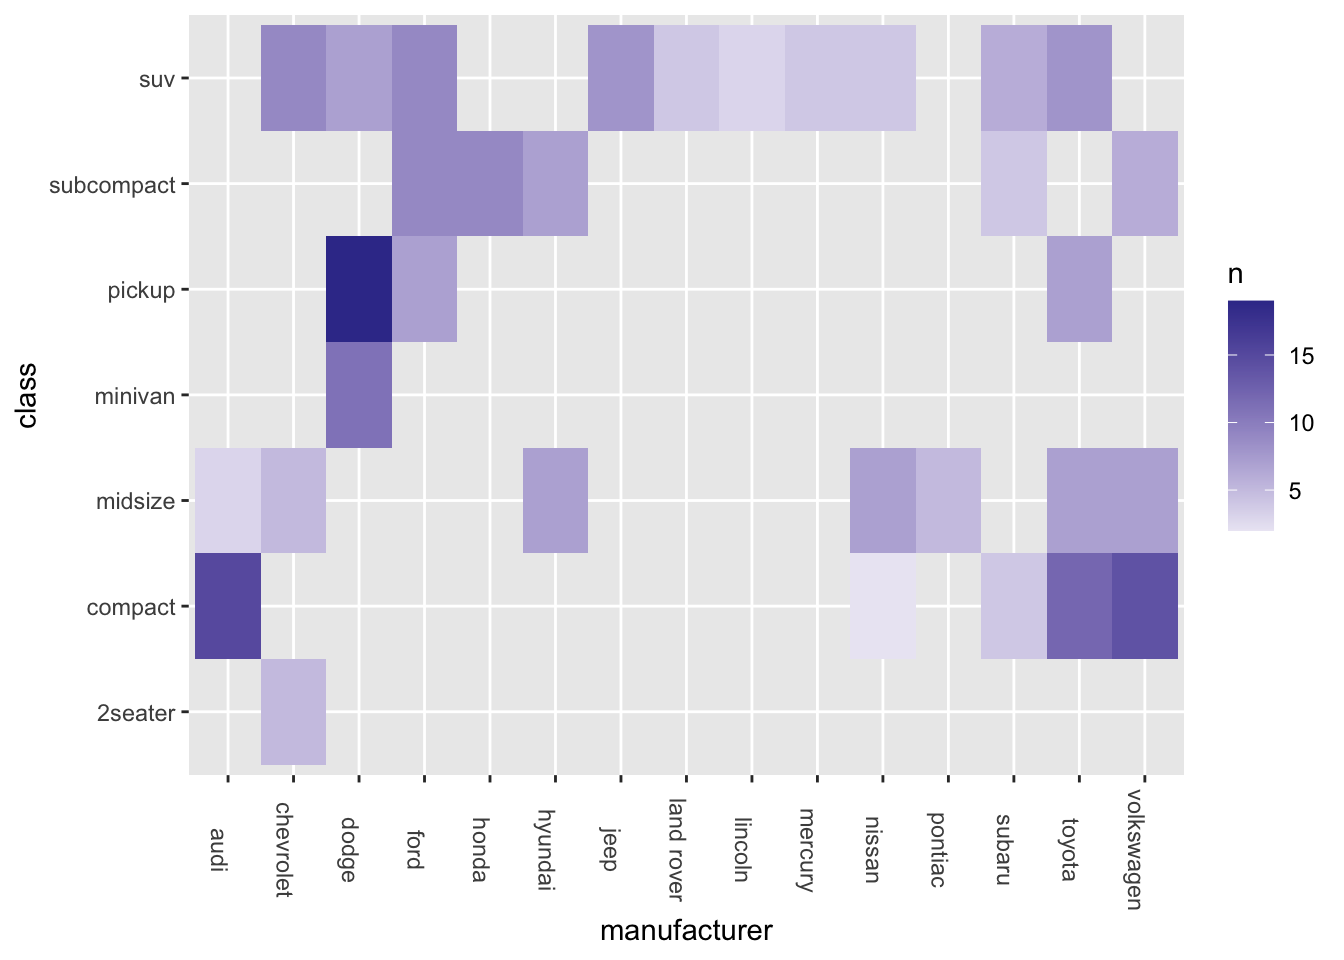 suv
subcompact
pickup
minivan
midsize
compact
2seater
class
audi
chevrolet
dodge
ford
honda
hyundai
jeep
land rover
lincoln
mercury
nissan
pontiac
subaru
toyota
volkswagen
manufacturer
n
15
10
5